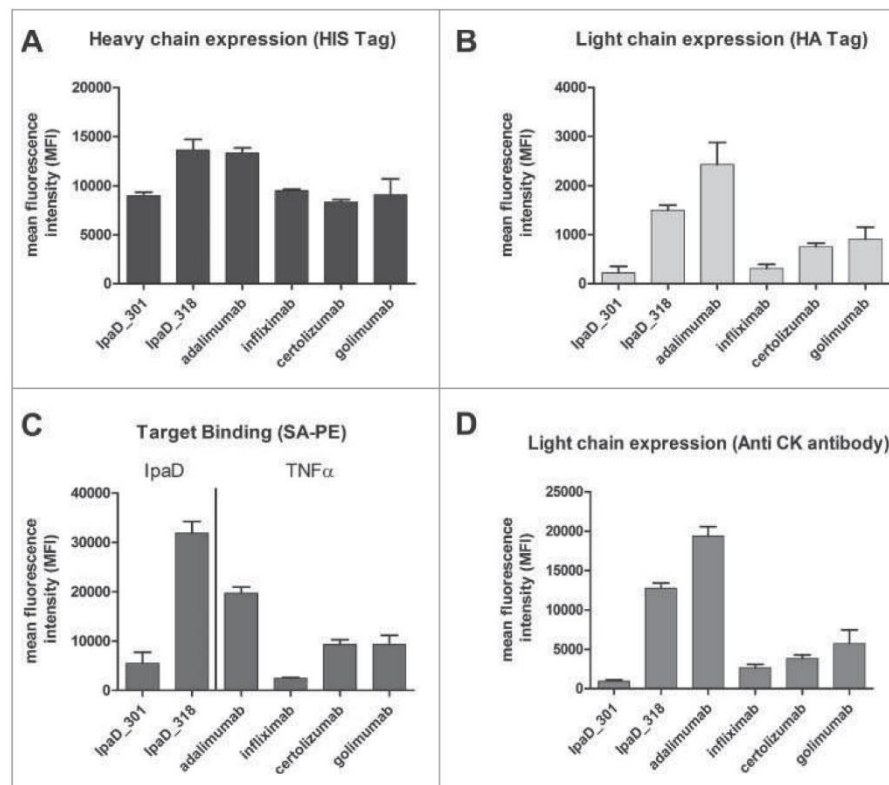 A
Heavy chain expression (HIS Tag)
mean fluorescence
intensity (MFI)
20000
15000
10000
5000
0
IpaD_301
IpaD_318
adalimumab
infliximab
certolizumab
golimumab
B
Light chain expression (HA Tag)
mean fluorescence
intensity (MFI)
4000
3000
2000
1000
0
IpaD_301
IpaD_318
adalimumab
infliximab
certolizumab
golimumab
C
Target Binding (SA-PE)
IpaD
TNFα
mean fluorescence
intensity (MFI)
40000
30000
20000
10000
0
IpaD_301
IpaD_318
adalimumab
infliximab
certolizumab
golimumab
D
Light chain expression (Anti CK antibody)
mean fluorescence
intensity (MFI)
25000
20000
15000
10000
5000
0
IpaD_301
IpaD_318
adalimumab
infliximab
certolizumab
golimumab